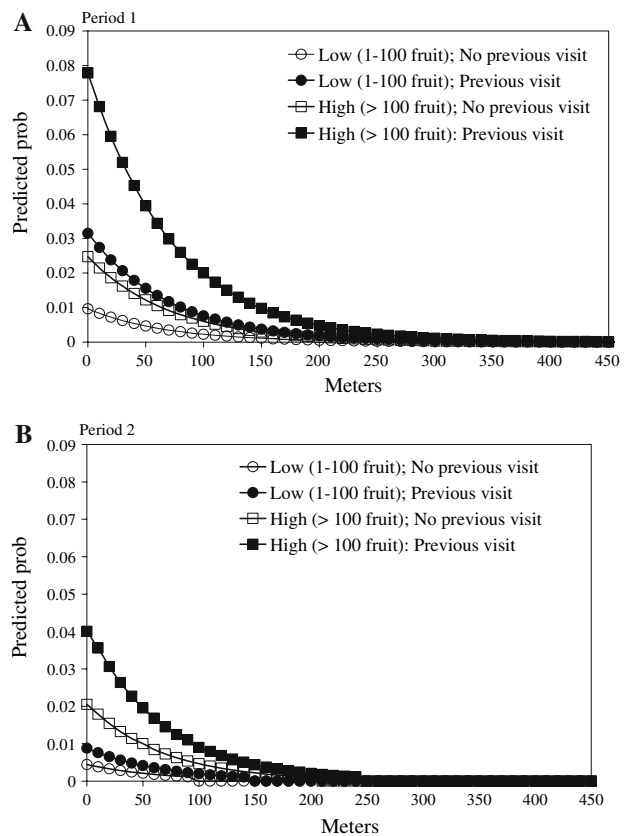 A
Period 1
0.09
0.08
0.07
0.06
0.05
0.04
0.03
0.02
0.01
0
Predicted prob
Low (1-100 fruit); No previous visit
Low (1-100 fruit); Previous visit
High (> 100 fruit); No previous visit
High (> 100 fruit): Previous visit
0 50 100 150 200 250 300 350 400 450
Meters
B
Period 2
0.09
0.08
0.07
0.06
0.05
0.04
0.03
0.02
0.01
0
Predicted prob
Low (1-100 fruit); No previous visit
Low (1-100 fruit); Previous visit
High (> 100 fruit); No previous visit
High (> 100 fruit): Previous visit
0 50 100 150 200 250 300 350 400 450
Meters